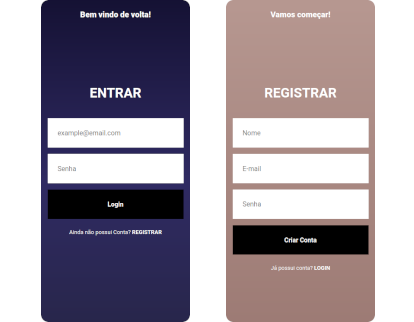 Bem vindo de volta!
ENTRAR
example@email.com
Senha
Login
Ainda não possui Conta? REGISTRAR
Vamos começar!
REGISTRAR
Nome
E-mail
Senha
Criar Conta
Já possui conta? LOGIN